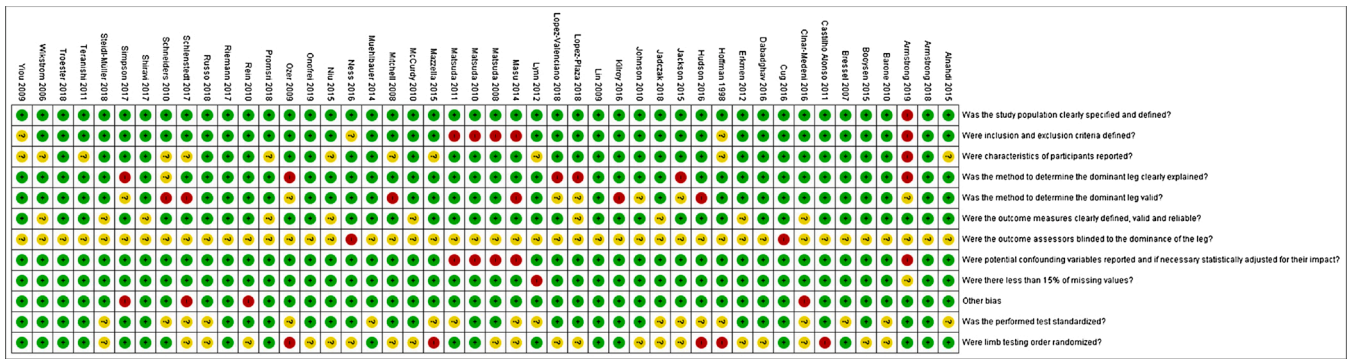 Yiou 2009
Wikstrom 2006
Troester 2018
Teranishi 2011
Steidl-Müller 2018
Simpson 2017
Shiravi 2017
Schneiders 2010
Schlenstedt 2017
Russo 2018
Riemann 2017
Rein 2010
Promsri 2018
Ozer 2009
Onofrei 2019
Niu 2015
Ness 2016
Muehlbauer 2014
Mitchell 2008
McCurdy 2010
Mazzella 2015
Matsuda 2011
Matsuda 2010
Matsuda 2008
Masu 2014
Lynn 2012
Lopez-Valenciano 2018
Lopez-Plaza 2018
Lin 2009
Kilroy 2016
Johnson 2010
Jadczak 2018
Jackson 2015
Hudson 2016
Hoffman 1998
Erkmen 2012
Dabadghav 2016
Cug 2016
Cinar-Medeni 2016
Castilho Alonso 2011
Bressel 2007
Booysen 2015
Barone 2010
Armstrong 2019
Armstrong 2018
Alnahdi 2015
Was the study population clearly specified and defined?
Were inclusion and exclusion criteria defined?
Were characteristics of participants reported?
Was the method to determine the dominant leg clearly explained?
Was the method to determine the dominant leg valid?
Were the outcome measures clearly defined, valid and reliable?
Were the outcome assessors blinded to the dominance of the leg?
Were potential confounding variables reported and if necessary statistically adjusted for their impact?
Were there less than 15% of missing values?
Other bias
Was the performed test standardized?
Were limb testing order randomized?